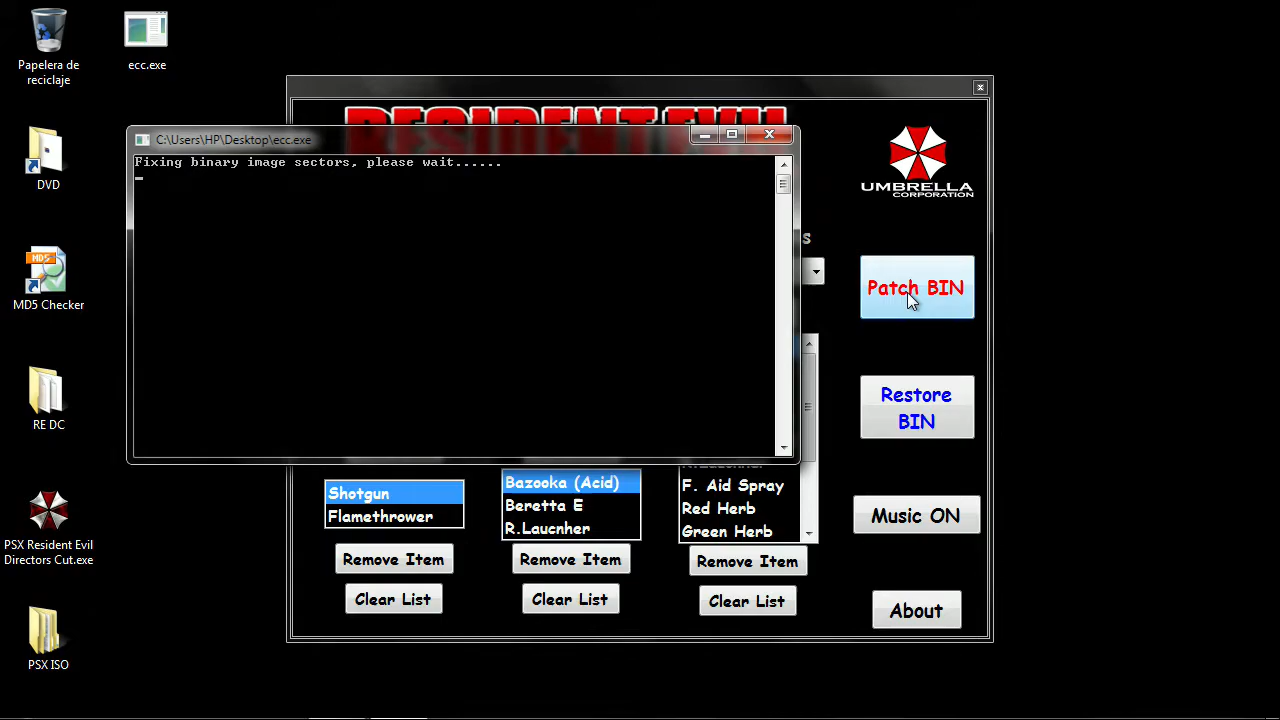 Papelera de
reciclaje
ecc.exe
DVD
MD5
MD5 Checker
RE DC
PSX Resident Evil
Directors Cut.exe
PSX ISO
RESIDENT EVIL
C:\Users\HP\Desktop\ecc.exe
Fixing binary image sectors, please wait......
UMBRELLA
CORPORATION
s
Patch BIN
Restore
BIN
Music ON
About
Shotgun
Flamethrower
Remove Item
Clear List
Bazooka (Acid)
Beretta E
R.Laucnher
Remove Item
Clear List
F. Aid Spray
Red Herb
Green Herb
Remove Item
Clear List